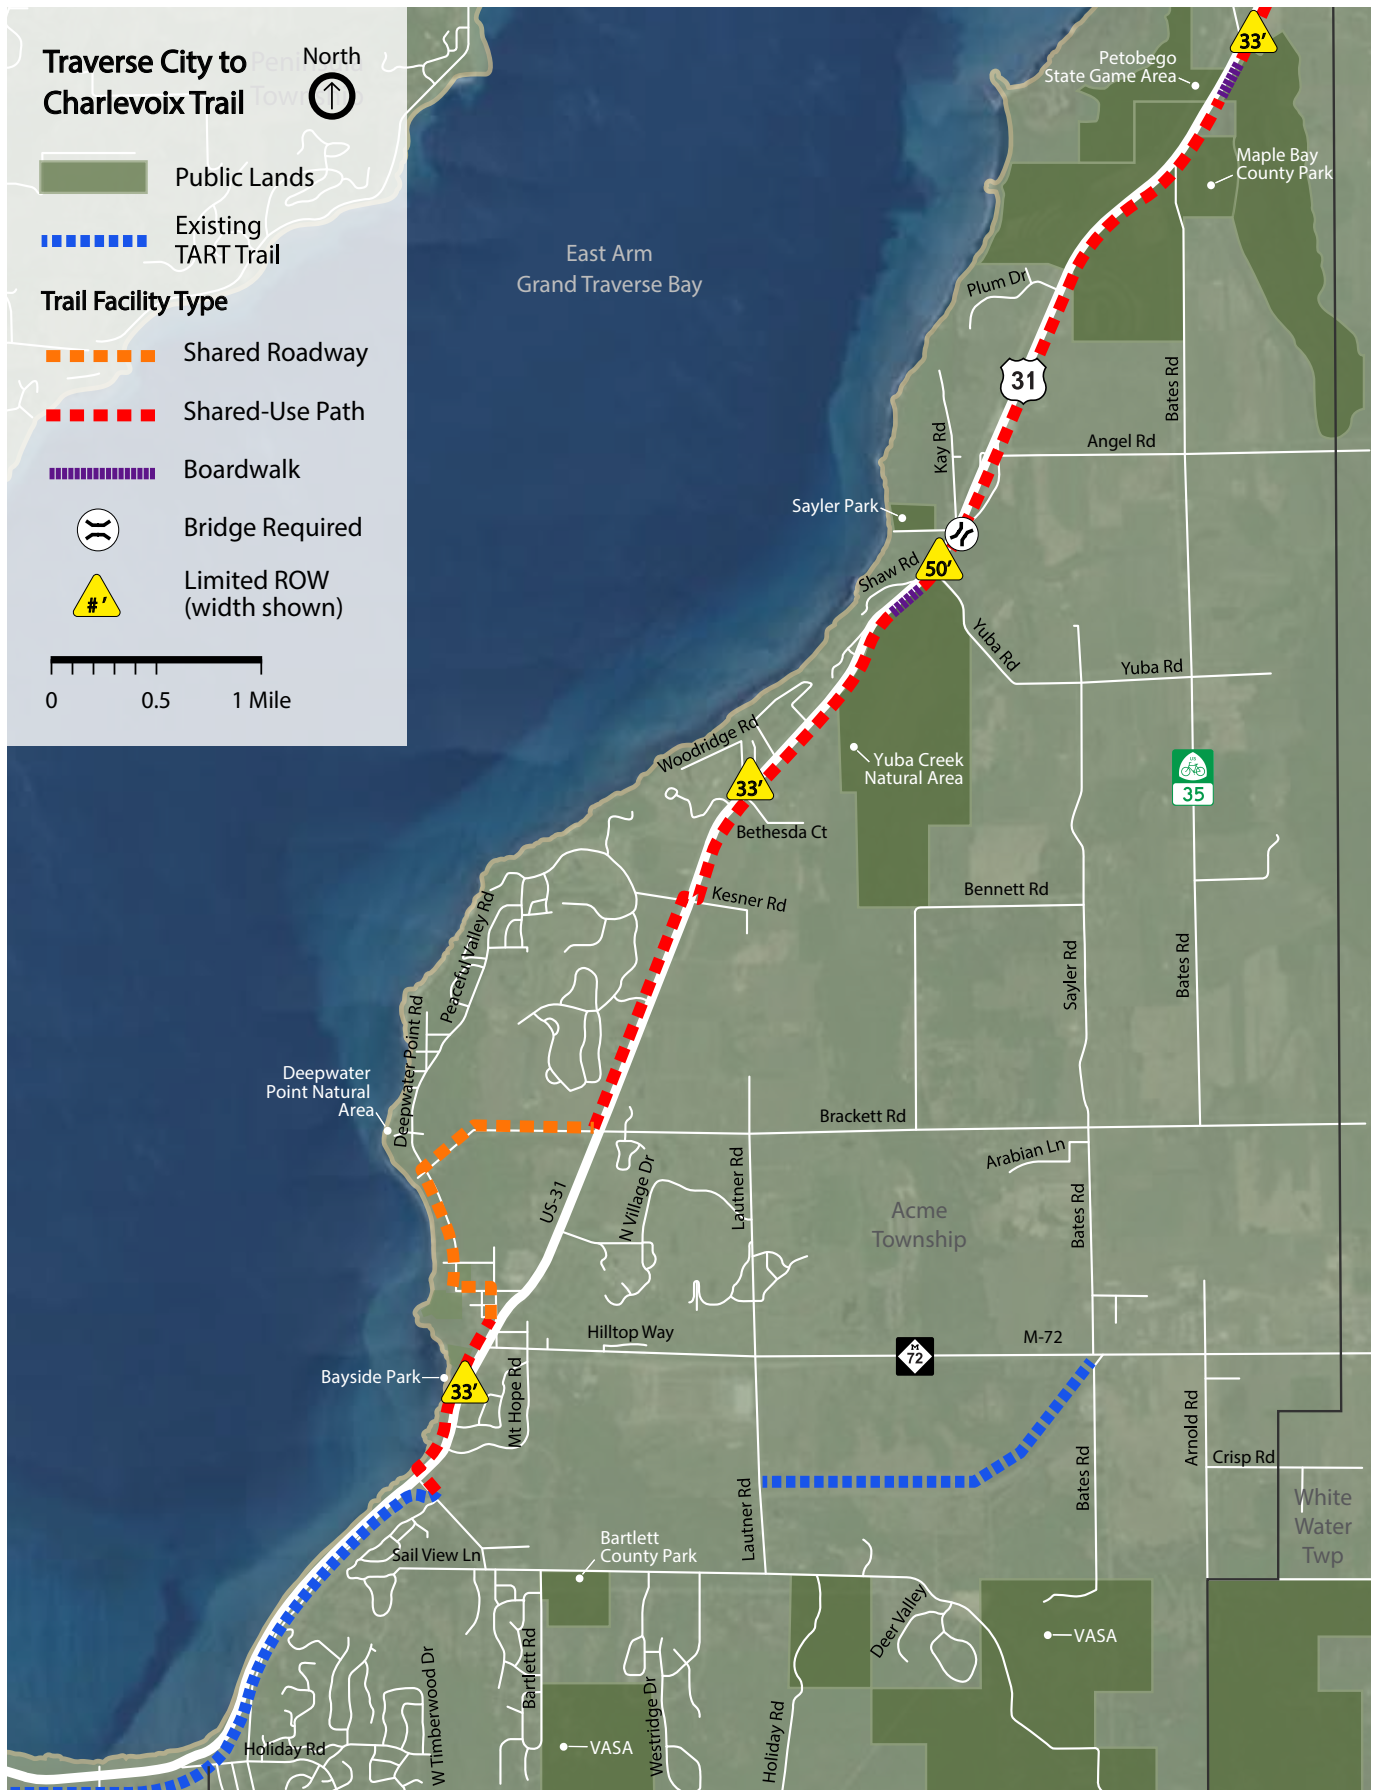 Traverse City to
Charlevoix Trail
North
Peninsula
Township
Public Lands
Existing
TART Trail
Trail Facility Type
Shared Roadway
Shared-Use Path
Boardwalk
Bridge Required
#'
Limited ROW
(width shown)
0
0.5
1 Mile
33'
Petobego
State Game Area
Maple Bay
County Park
East Arm
Grand Traverse Bay
Plum Dr
31
Bates Rd
Kay Rd
Angel Rd
Sayler Park
50'
Shaw Rd
Yuba Rd
Yuba Rd
Woodridge Rd
Yuba Creek
Natural Area
US
35
33'
Bethesda Ct
Kesner Rd
Bennett Rd
Peaceful Valley Rd
Sayler Rd
Bates Rd
Deepwater Point Rd
Deepwater
Point Natural
Area
Brackett Rd
Arabian Ln
US-31
N Village Dr
Lautner Rd
Acme
Township
Bates Rd
Hilltop Way
M-72
M
72
Bayside Park
33'
Mt Hope Rd
Arnold Rd
Crisp Rd
Lautner Rd
Bates Rd
White
Water
Twp
Sail View Ln
Bartlett
County Park
Deer Valley
VASA
W Timberwood Dr
Bartlett Rd
Westridge Dr
Holiday Rd
Holiday Rd
VASA